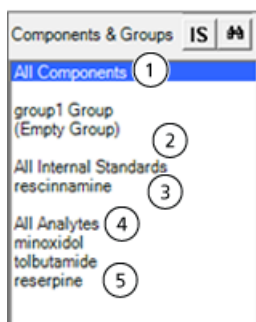 Components & Groups IS
All Components 1
group1 Group
(Empty Group)
2
All Internal Standards
rescinnamine 3
All Analytes 4
minoxidol
tolbutamide
reserpine 5